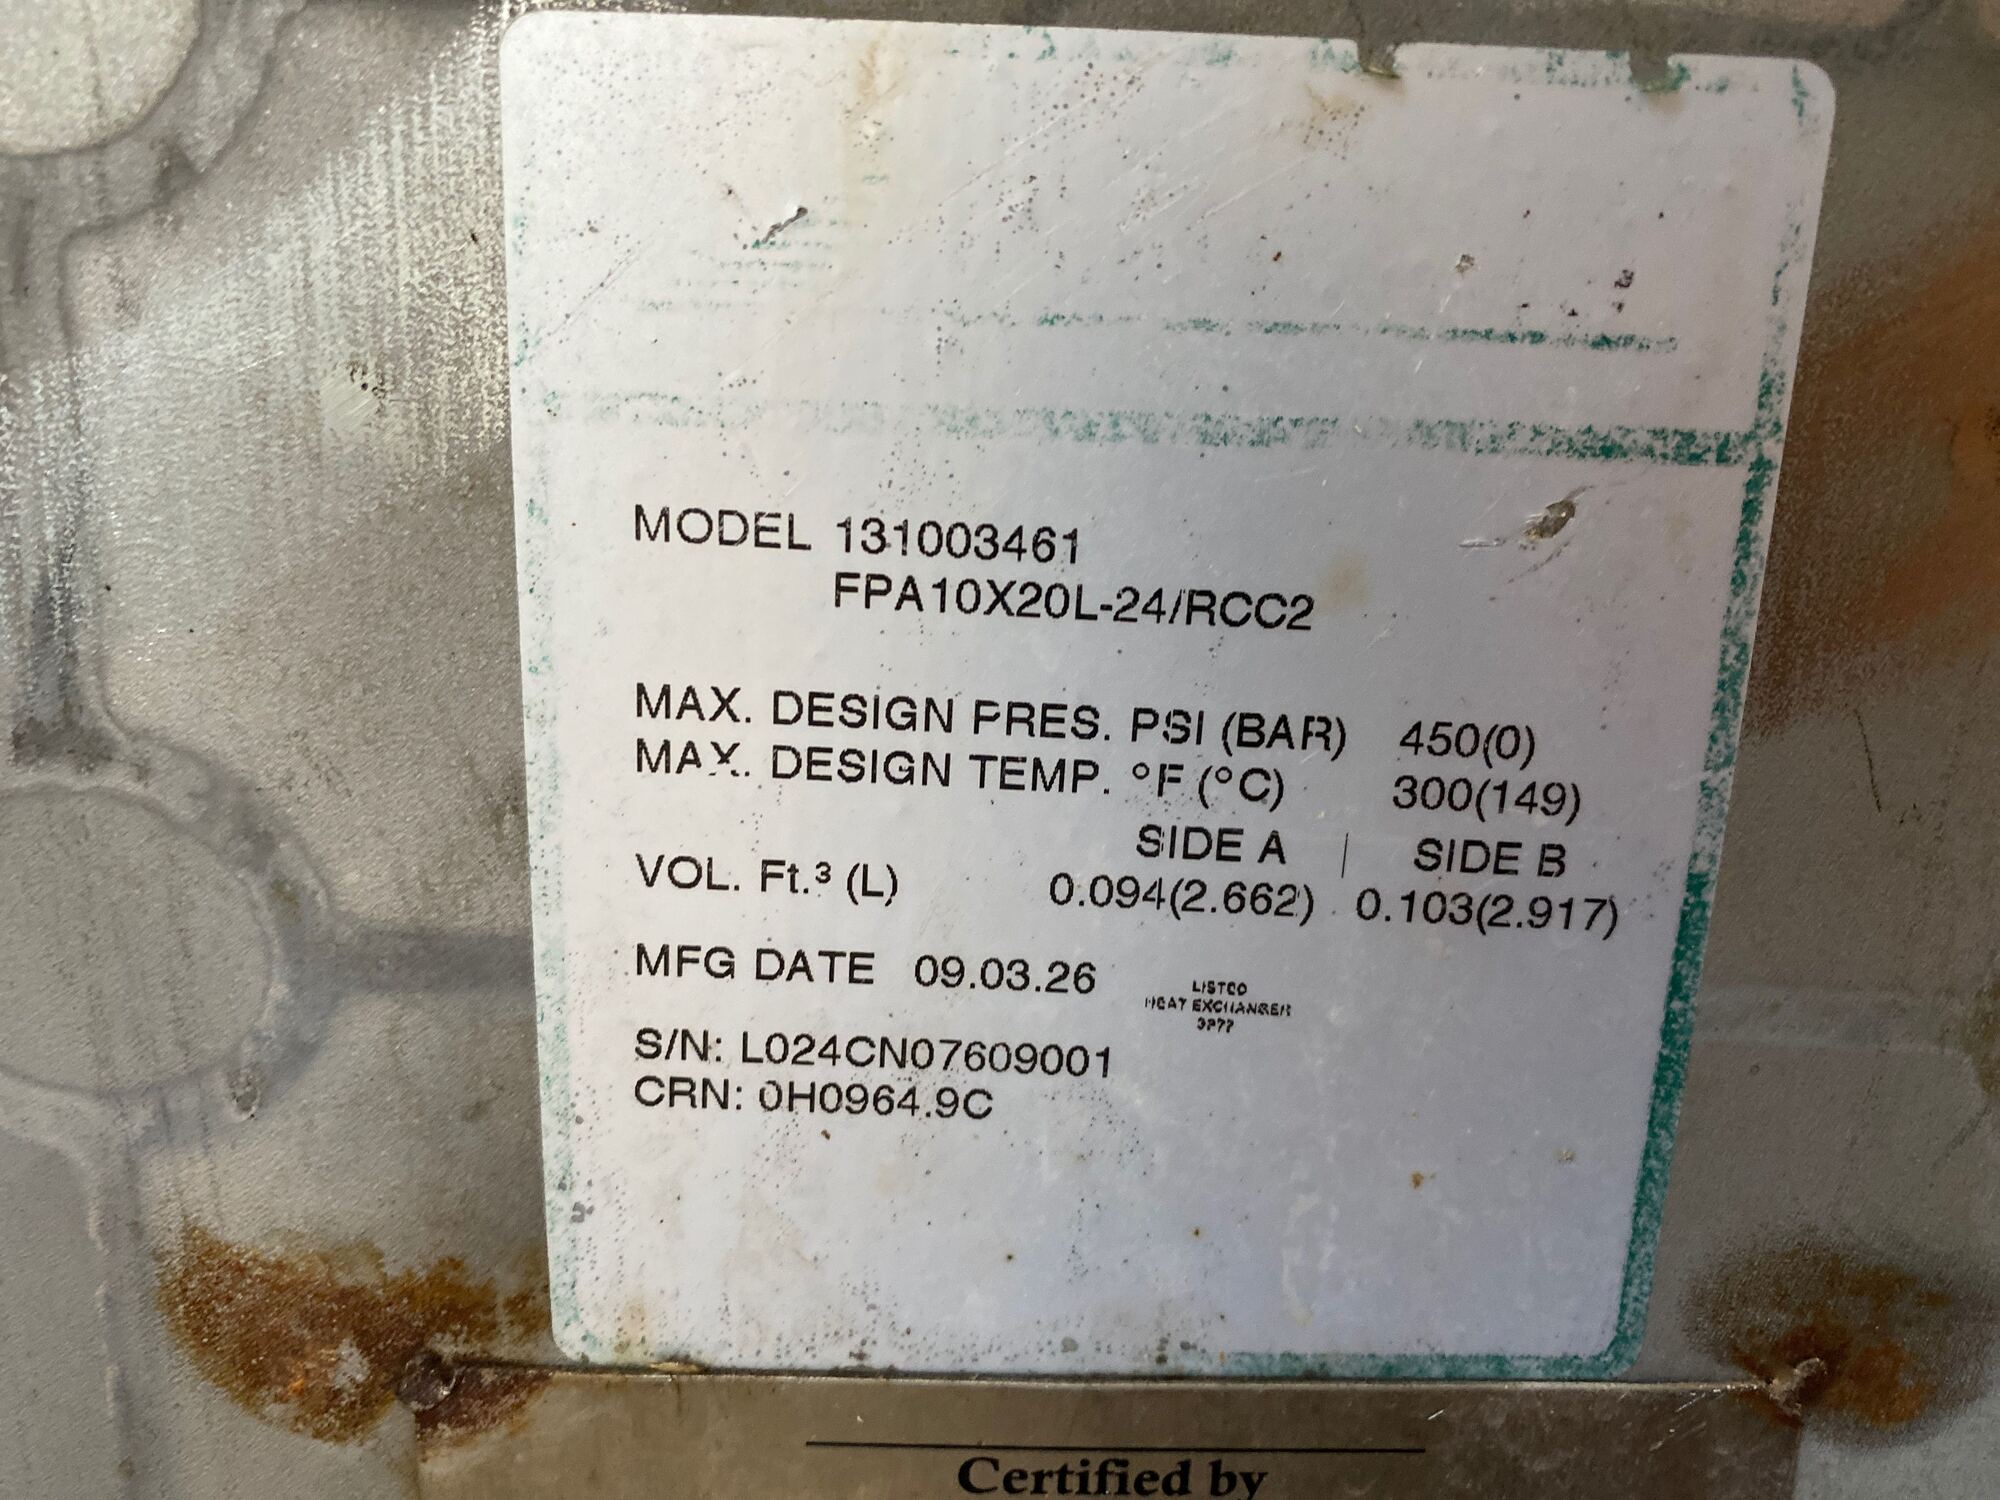 MODEL 131003461
FPA10X20L-24/RCC2
MAX. DESIGN PRES. PSI (BAR) 450(0)
MAX. DESIGN TEMP. °F (°C) 300(149)
SIDE A | SIDE B
VOL. Ft.³ (L) 0.094(2.662) 0.103(2.917)
MFG DATE 09.03.26
LISTED
HEAT EXCHANGER
S/N: L024CN07609001
CRN: 0H0964.9C
Certified by